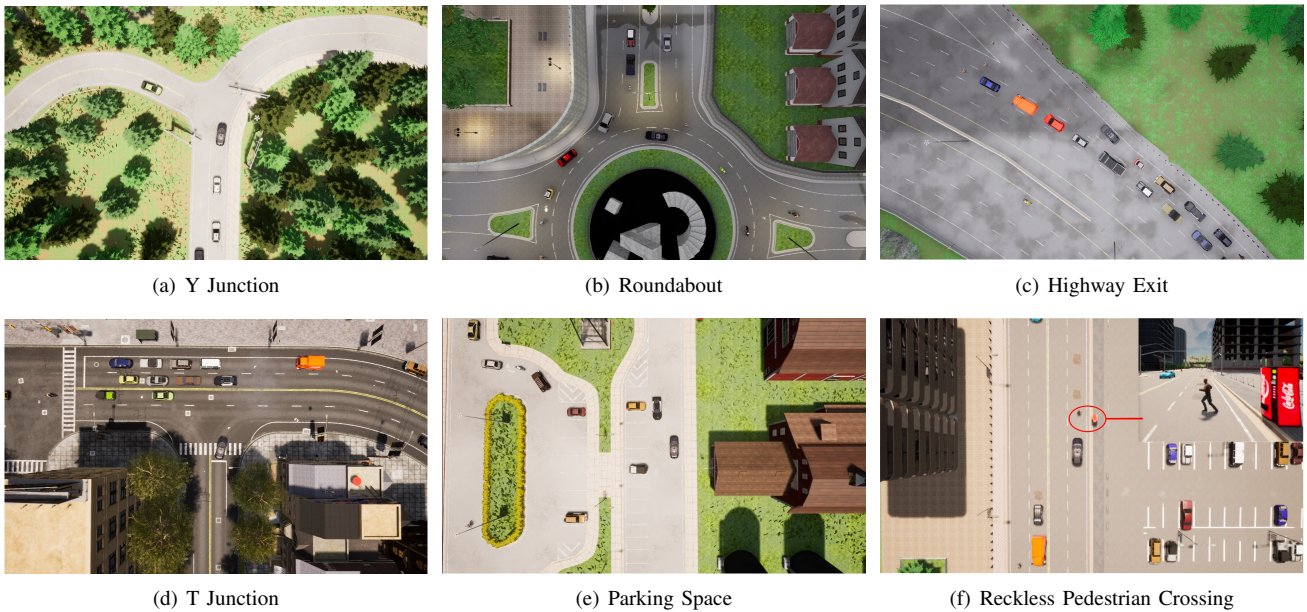 (a) Y Junction
(b) Roundabout
(c) Highway Exit
Coca-Cola
(d) T Junction
(e) Parking Space
(f) Reckless Pedestrian Crossing